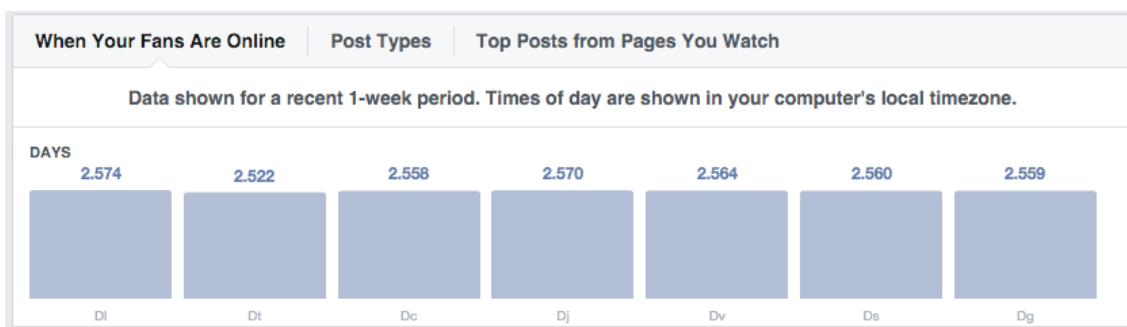 When Your Fans Are Online Post Types Top Posts from Pages You Watch
Data shown for a recent 1-week period. Times of day are shown in your computer's local timezone.
DAYS
2.574 2.522 2.558 2.570 2.564 2.560 2.559
Dl Dt Dc Dj Dv Ds Dg